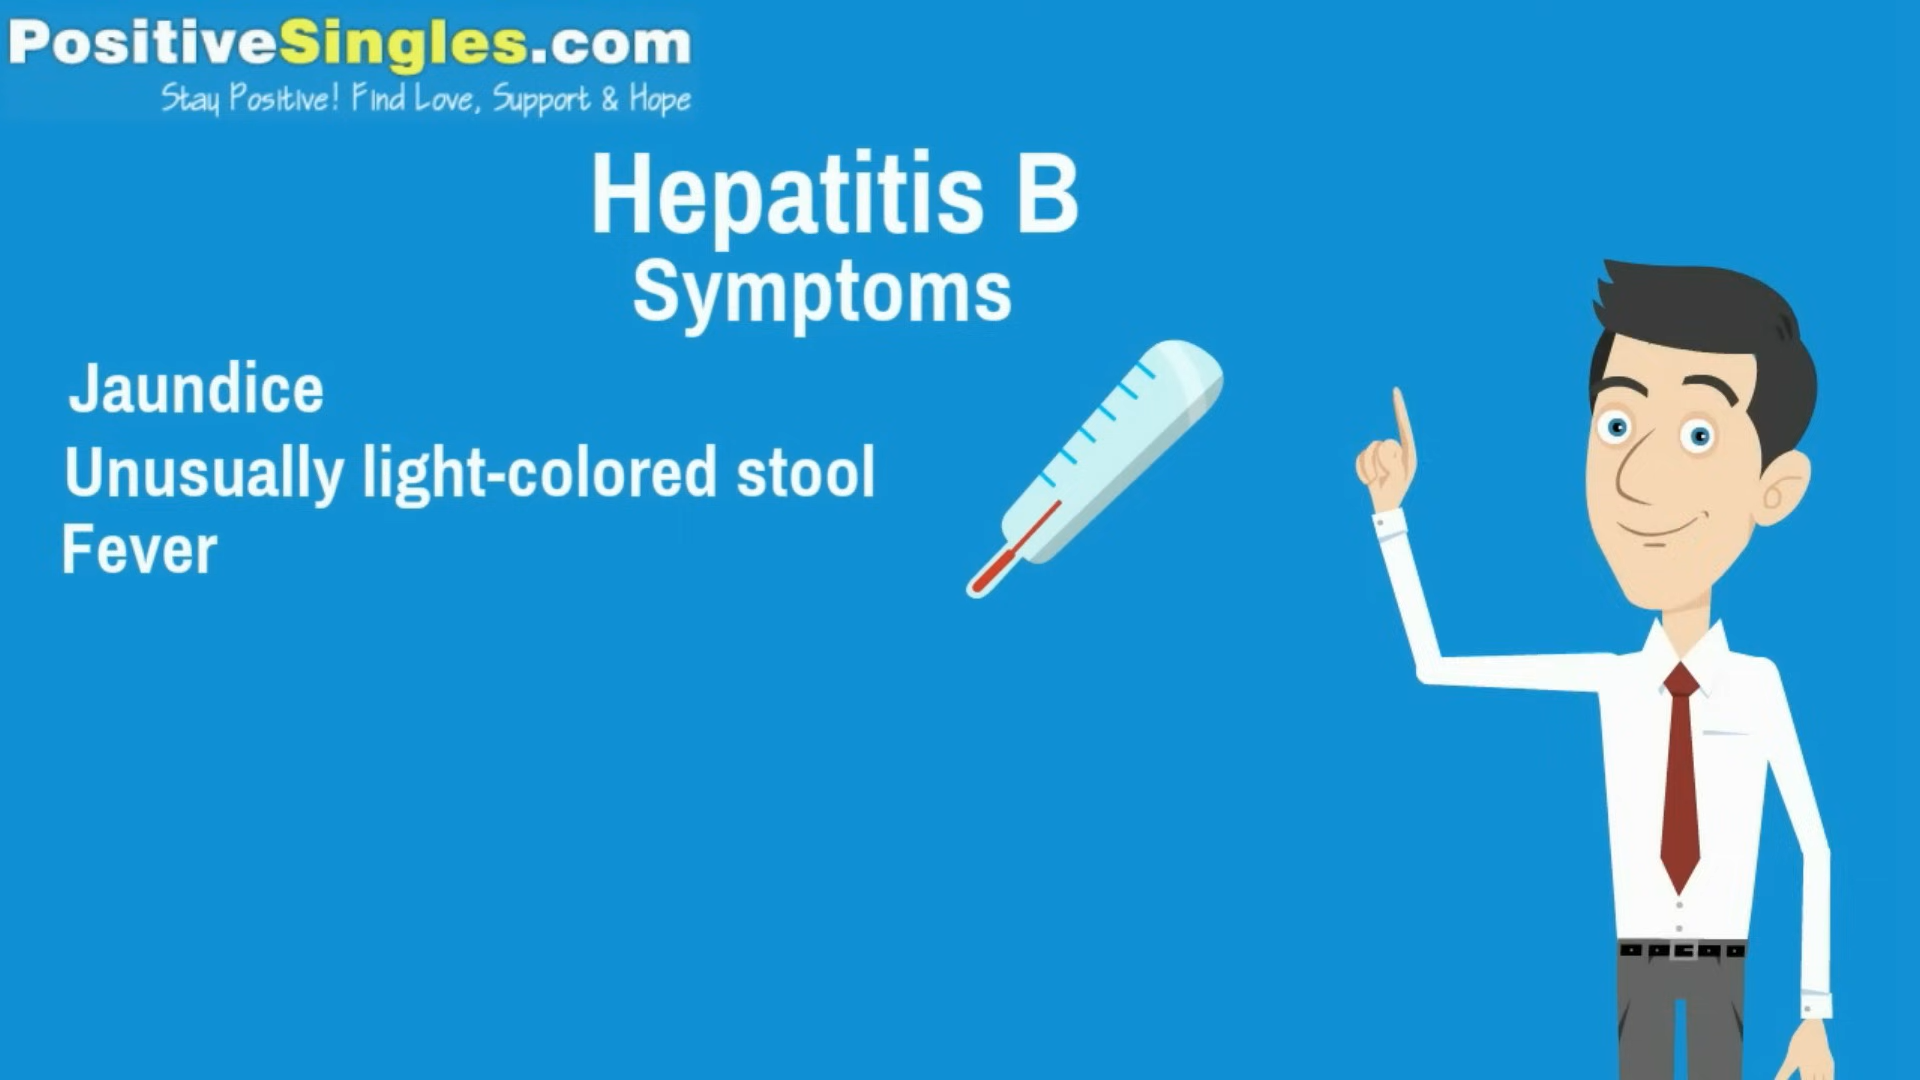 PositiveSingles.com
Stay Positive! Find Love, Support & Hope
Hepatitis B
Symptoms
Jaundice
Unusually light-colored stool
Fever